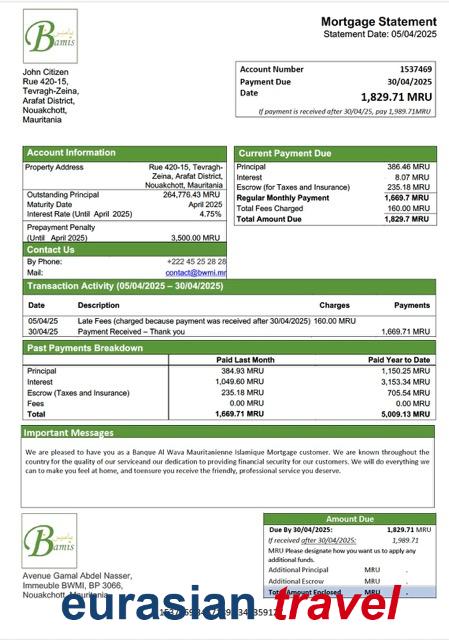 Bamis
Mortgage Statement
Statement Date: 05/04/2025
John Citizen
Rue 420-15,
Tevragh-Zeina,
Arafat District,
Nouakchott,
Mauritania
Account Number 1537469
Payment Due 30/04/2025
Date 1,829.71 MRU
If payment is received after 30/04/25, pay 1,989.71MRU
Account Information
Property Address Rue 420-15, Tevragh-
Zeina, Arafat District,
Nouakchott, Mauritania
Outstanding Principal 264,776.43 MRU
Maturity Date April 2025
Interest Rate (Until April 2025) 4.75%
Prepayment Penalty
(Until April 2025) 3,500.00 MRU
Contact Us
By Phone: +222 45 25 28 28
Mail: contact@bwmi.mr
Current Payment Due
Principal 386.46 MRU
Interest 8.07 MRU
Escrow (for Taxes and Insurance) 235.18 MRU
Regular Monthly Payment 1,669.7 MRU
Total Fees Charged 160.00 MRU
Total Amount Due 1,829.7 MRU
Transaction Activity (05/04/2025 – 30/04/2025)
Date Description Charges Payments
05/04/25 Late Fees (charged because payment was received after 30/04/2025) 160.00 MRU
30/04/25 Payment Received – Thank you 1,669.71 MRU
Past Payments Breakdown
Paid Last Month Paid Year to Date
Principal 384.93 MRU 1,150.25 MRU
Interest 1,049.60 MRU 3,153.34 MRU
Escrow (Taxes and Insurance) 235.18 MRU 705.54 MRU
Fees 0.00 MRU 0.00 MRU
Total 1,669.71 MRU 5,009.13 MRU
Important Messages
We are pleased to have you as a Banque Al Wava Mauritanienne Islamique Mortgage customer. We are known throughout the
country for the quality of our serviceand our dedication to providing financial security for our customers. We will do everything we
can to make you feel at home, and toensure you receive the friendly, professional service you deserve.
Bamis
Avenue Gamal Abdel Nasser,
Immeuble BWMI, BP 3066,
Nouakchott, Mauritania
Amount Due
Due By 30/04/2025: 1,829.71 MRU
If received after 30/04/2025: 1,989.71
MRU Please designate how you want us to apply any
additional funds.
Additional Principal MRU .
Additional Escrow MRU .
Total Amount Enclosed MRU .
eurasian travel